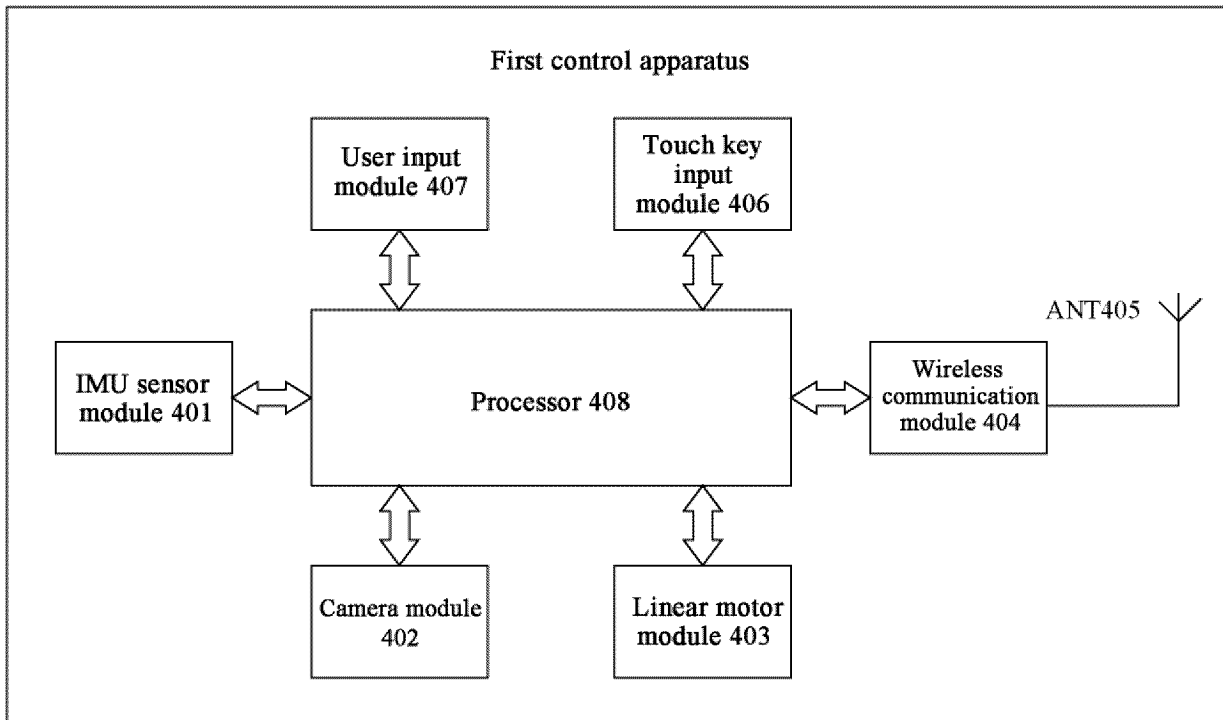 First control apparatus
User input
module 407
Touch key
input
module 406
ANT405
IMU sensor
module 401
Processor 408
Wireless
communication
module 404
Camera module
402
Linear motor
module 403